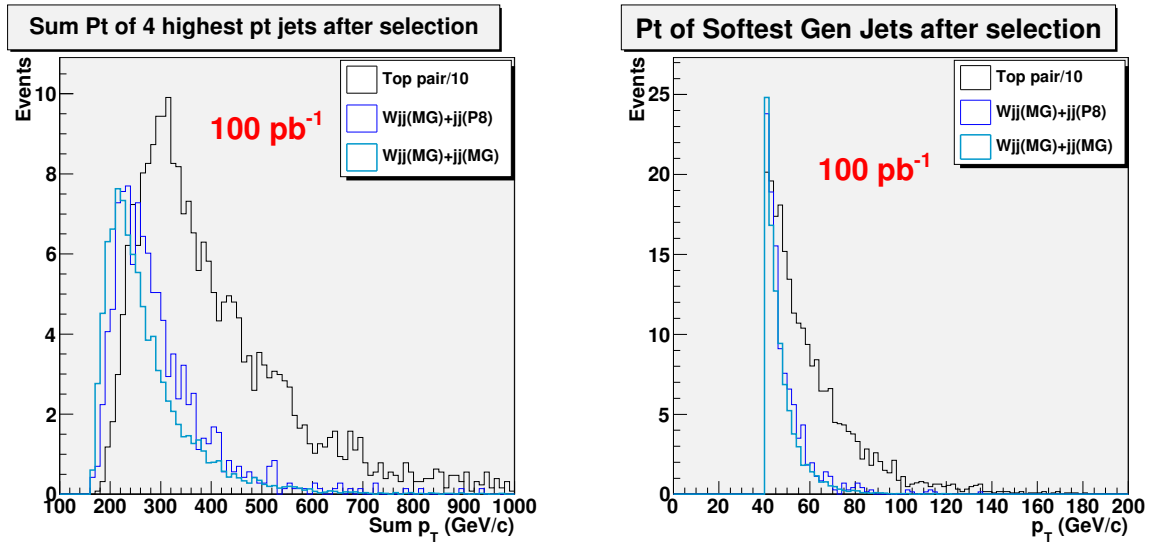 Sum Pt of 4 highest pt jets after selection
Events
Top pair/10
Wjj(MG)+jj(P8)
Wjj(MG)+jj(MG)
100 pb⁻¹
10
8
6
4
2
0
100 200 300 400 500 600 700 800 900 1000
Sum p_T (GeV/c)
Pt of Softest Gen Jets after selection
Events
Top pair/10
Wjj(MG)+jj(P8)
Wjj(MG)+jj(MG)
100 pb⁻¹
25
20
15
10
5
0
0 20 40 60 80 100 120 140 160 180 200
p_T (GeV/c)